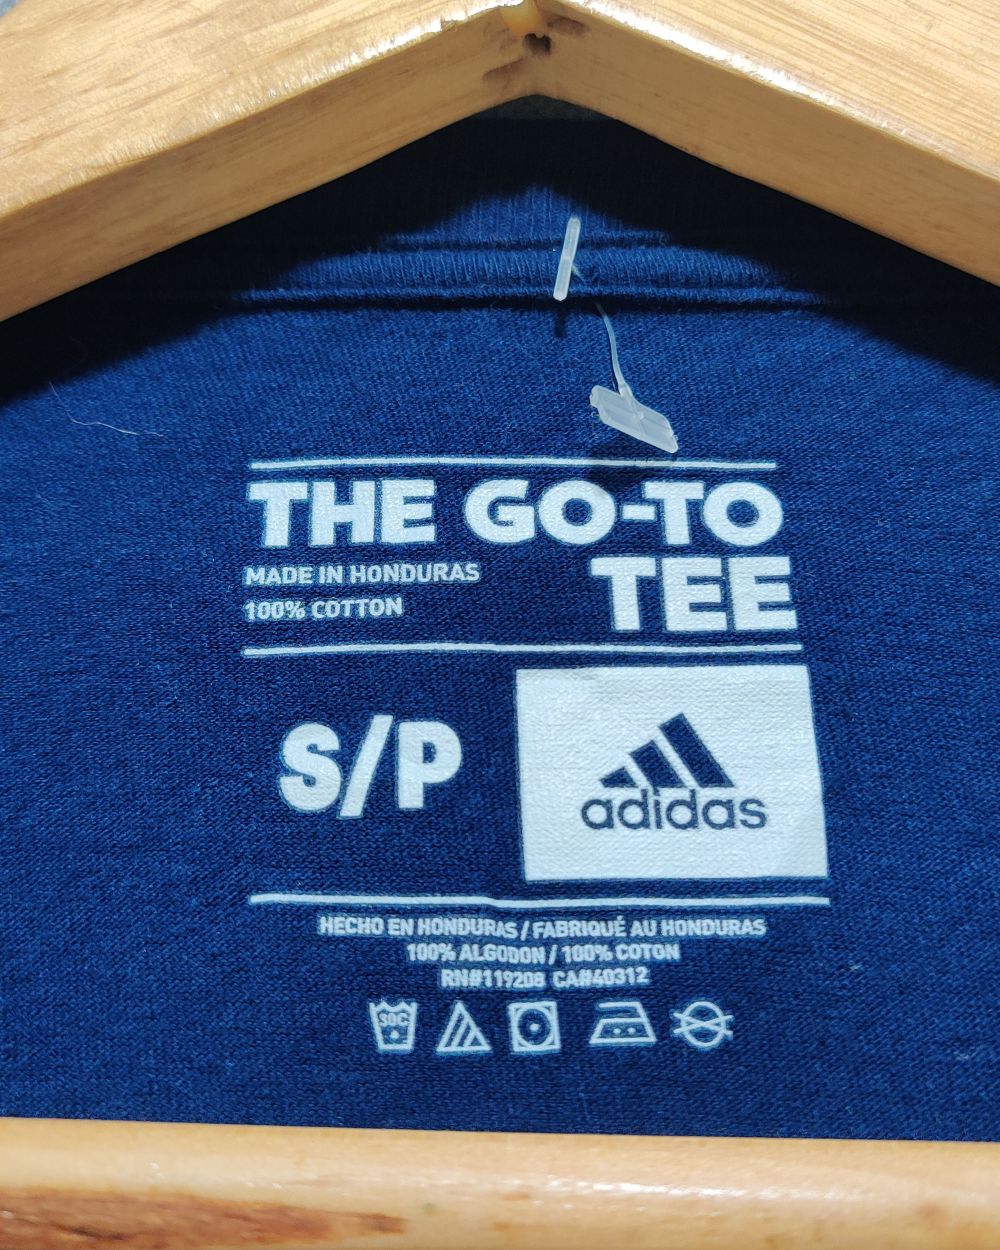 THE GO-TO
TEE
MADE IN HONDURAS
100% COTTON
S/P
adidas
HECHO EN HONDURAS / FABRIQUÉ AU HONDURAS
100% ALGODON / 100% COTON
RN#119208 CA#40312
30C